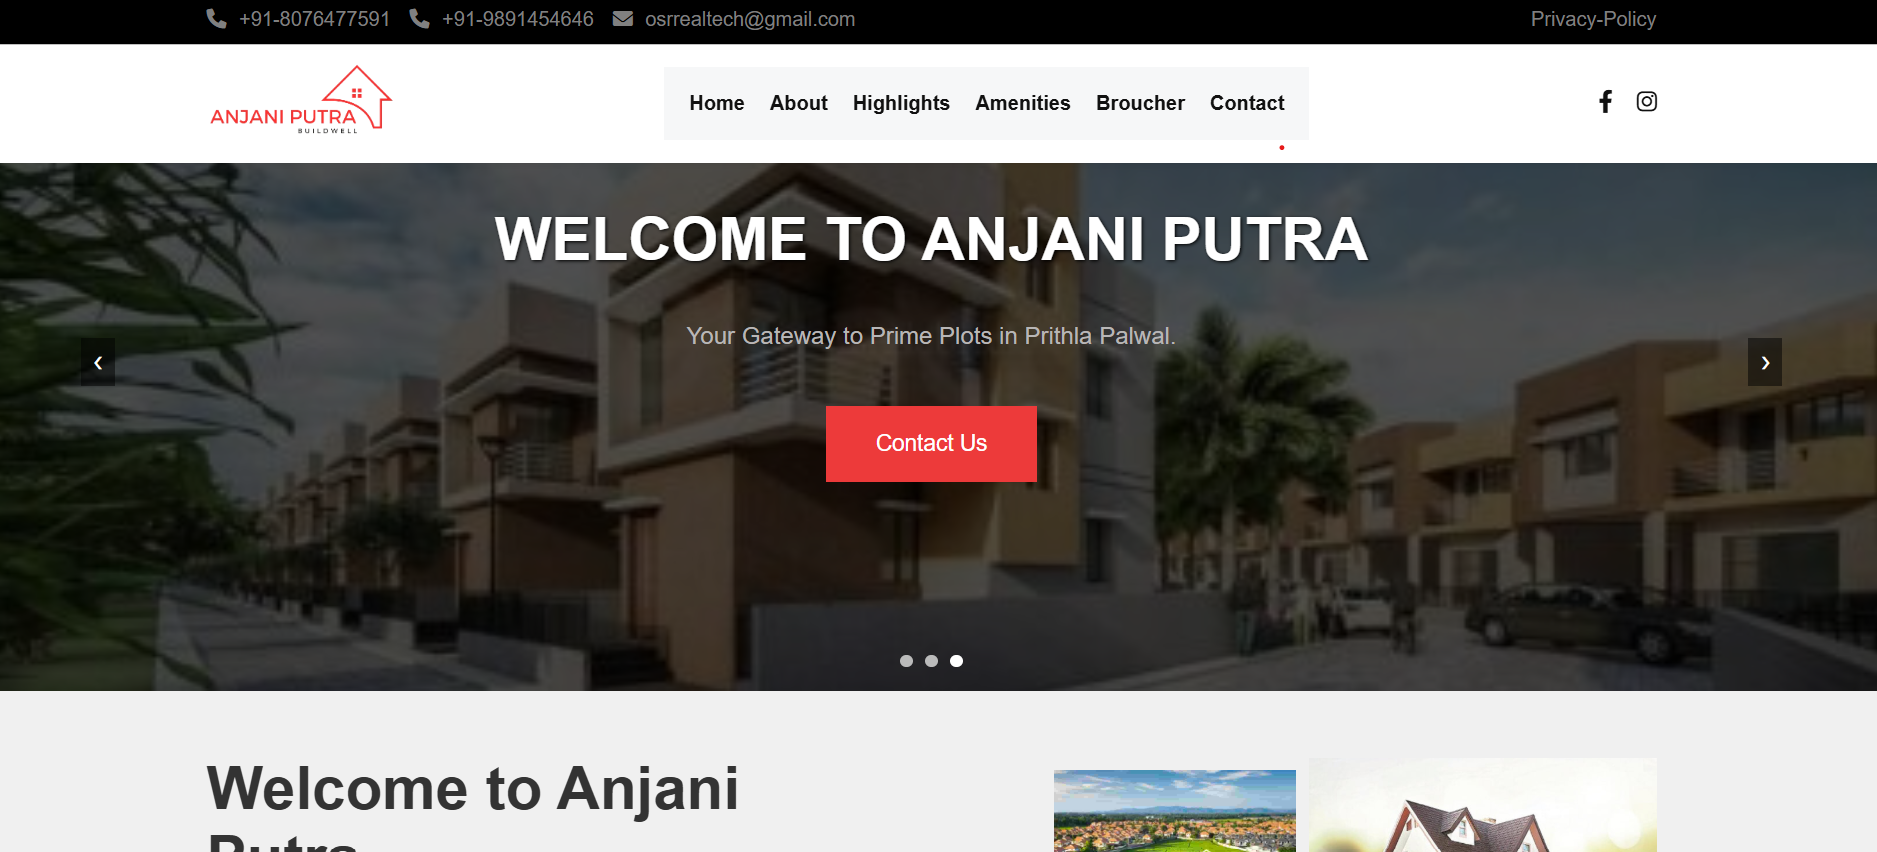 +91-8076477591 +91-9891454646 osrrealtech@gmail.com Privacy-Policy
ANJANI PUTRA
BUILDWELL
Home About Highlights Amenities Broucher Contact
WELCOME TO ANJANI PUTRA
Your Gateway to Prime Plots in Prithla Palwal.
Contact Us
Welcome to Anjani
Putra